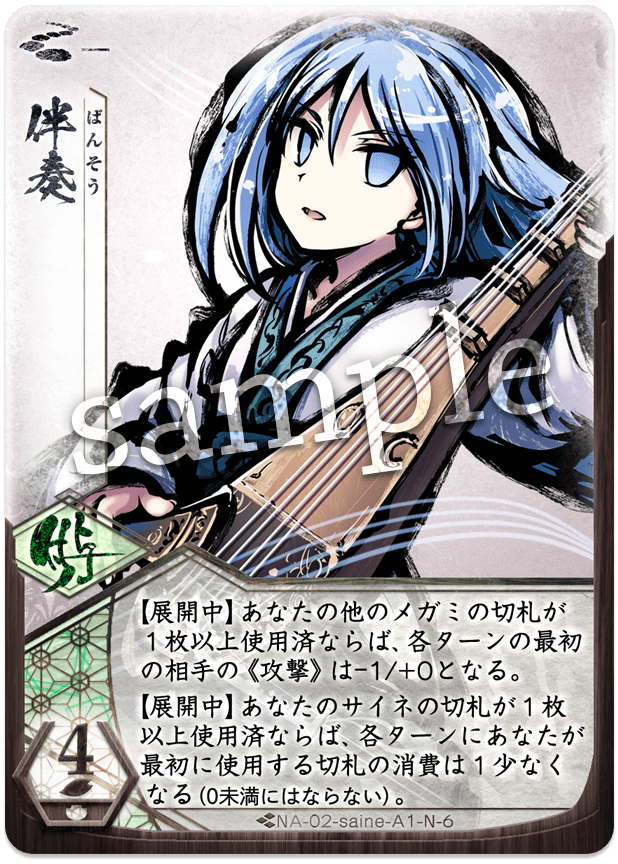 伴奏
ばんそう
sample
【展開中】あなたの他のメガミの切札が
1枚以上使用済ならば、各ターンの最初
の相手の《攻撃》は-1/+0となる。
【展開中】あなたのサイネの切札が1枚
以上使用済ならば、各ターンにあなたが
最初に使用する切札の消費は1少なく
なる(0未満にはならない)。
4
NA-02-saine-A1-N-6